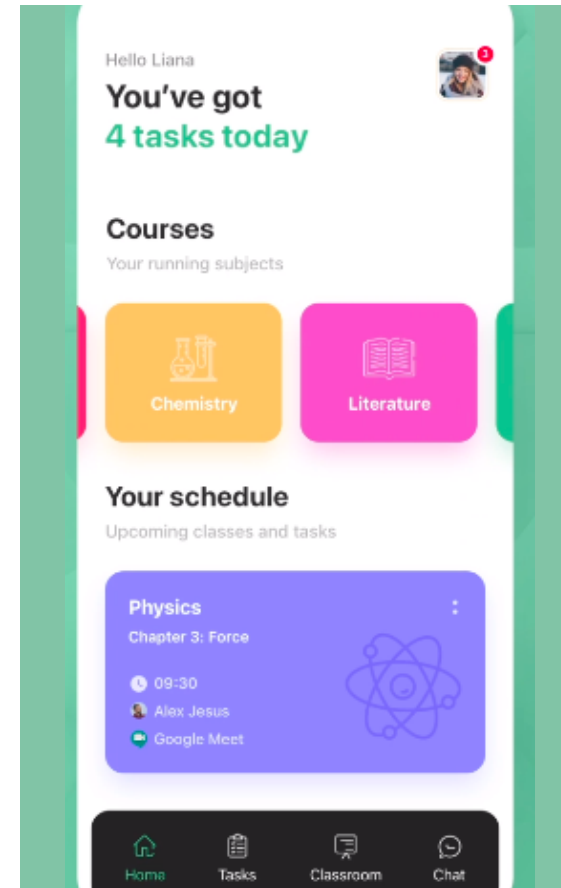 Hello Liana
3
You've got
4 tasks today
Courses
Your running subjects
Chemistry
Literature
Your schedule
Upcoming classes and tasks
Physics
Chapter 3: Force
09:30
Alex Jesus
Google Meet
Home
Tasks
Classroom
Chat